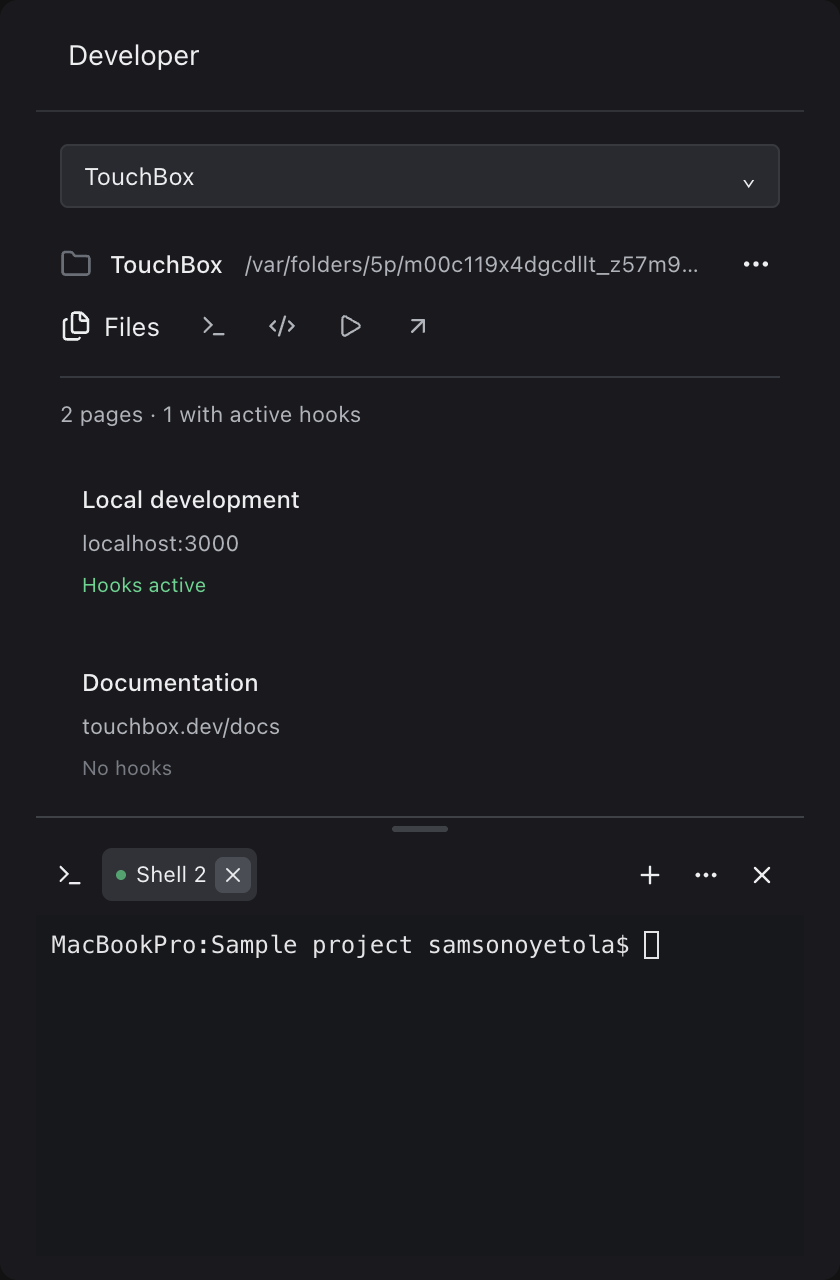 Developer
TouchBox
TouchBox /var/folders/5p/m00c119x4dgcdllt_z57m9...
Files
2 pages · 1 with active hooks
Local development
localhost:3000
Hooks active
Documentation
touchbox.dev/docs
No hooks
Shell 2
MacBookPro:Sample project samsonoyetola$